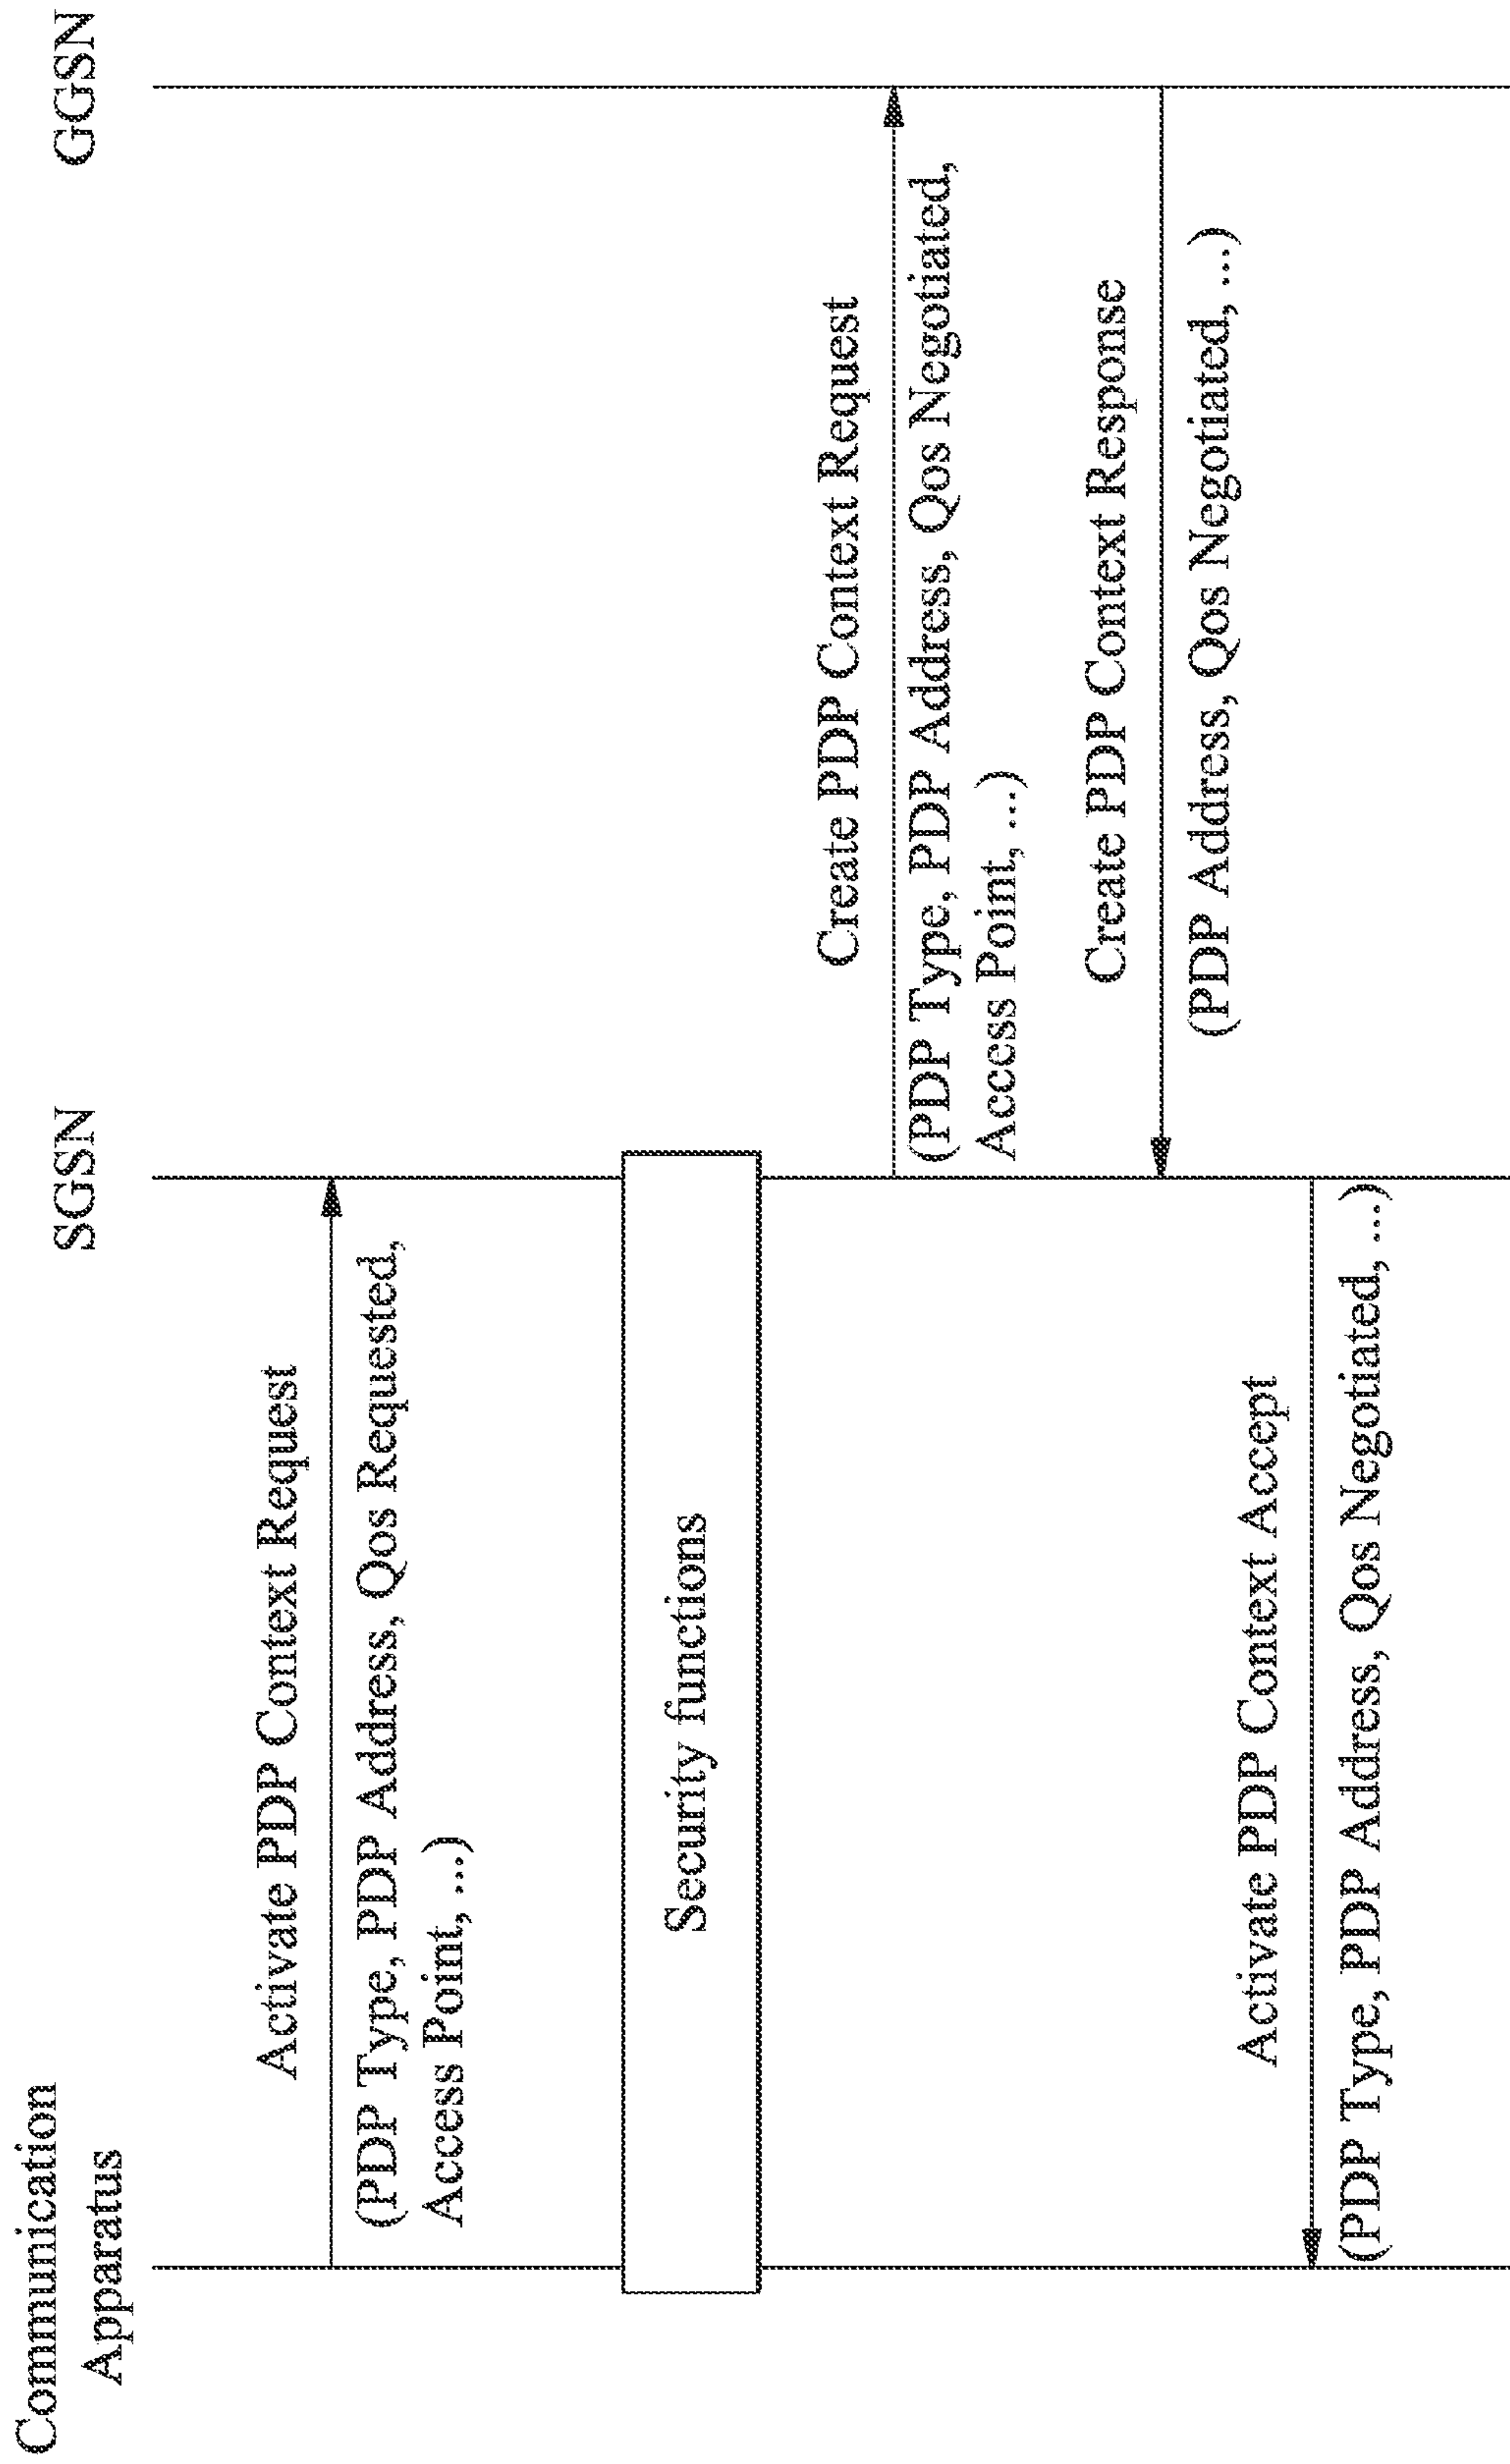 Communication
Apparatus
SGSN
GGSN
Activate PDP Context Request
(PDP Type, PDP Address, Qos Requested,
Access Point, ...)
Security functions
Create PDP Context Request
(PDP Type, PDP Address, Qos Negotiated,
Access Point, ...)
Create PDP Context Response
(PDP Address, Qos Negotiated, ...)
Activate PDP Context Accept
(PDP Type, PDP Address, Qos Negotiated, ...)